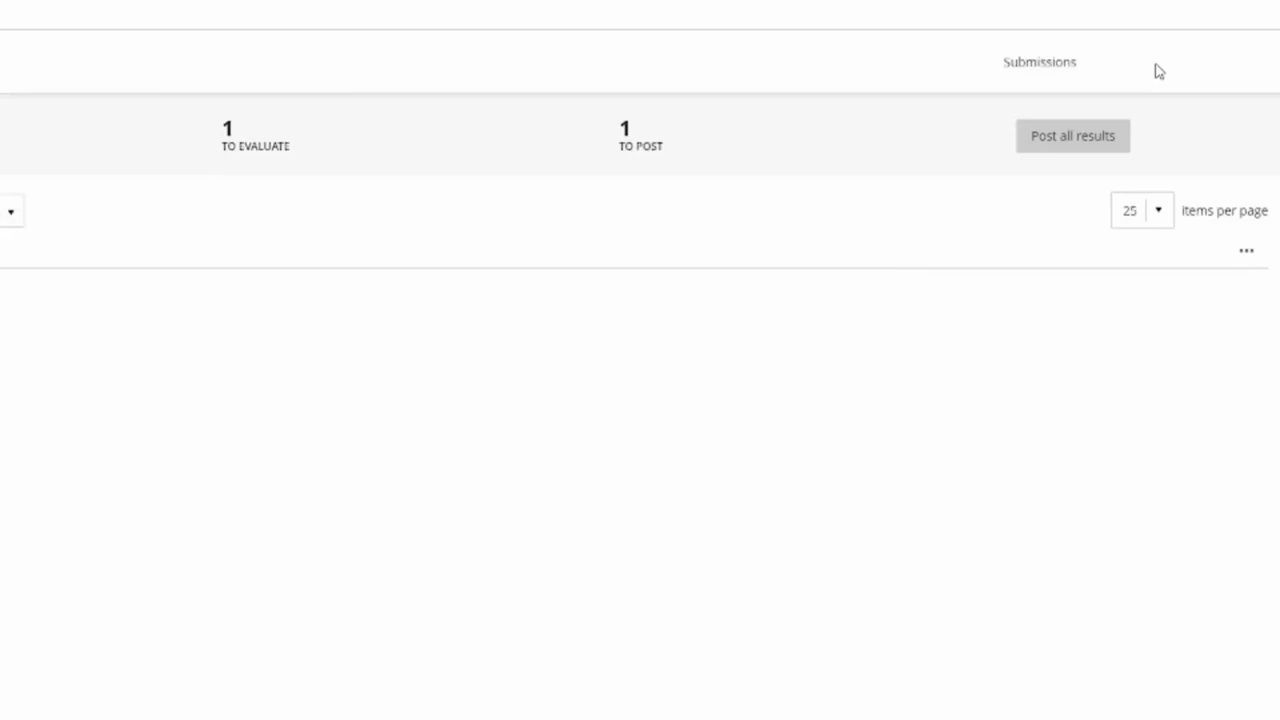 Submissions
1
TO EVALUATE
1
TO POST
Post all results
25
items per page